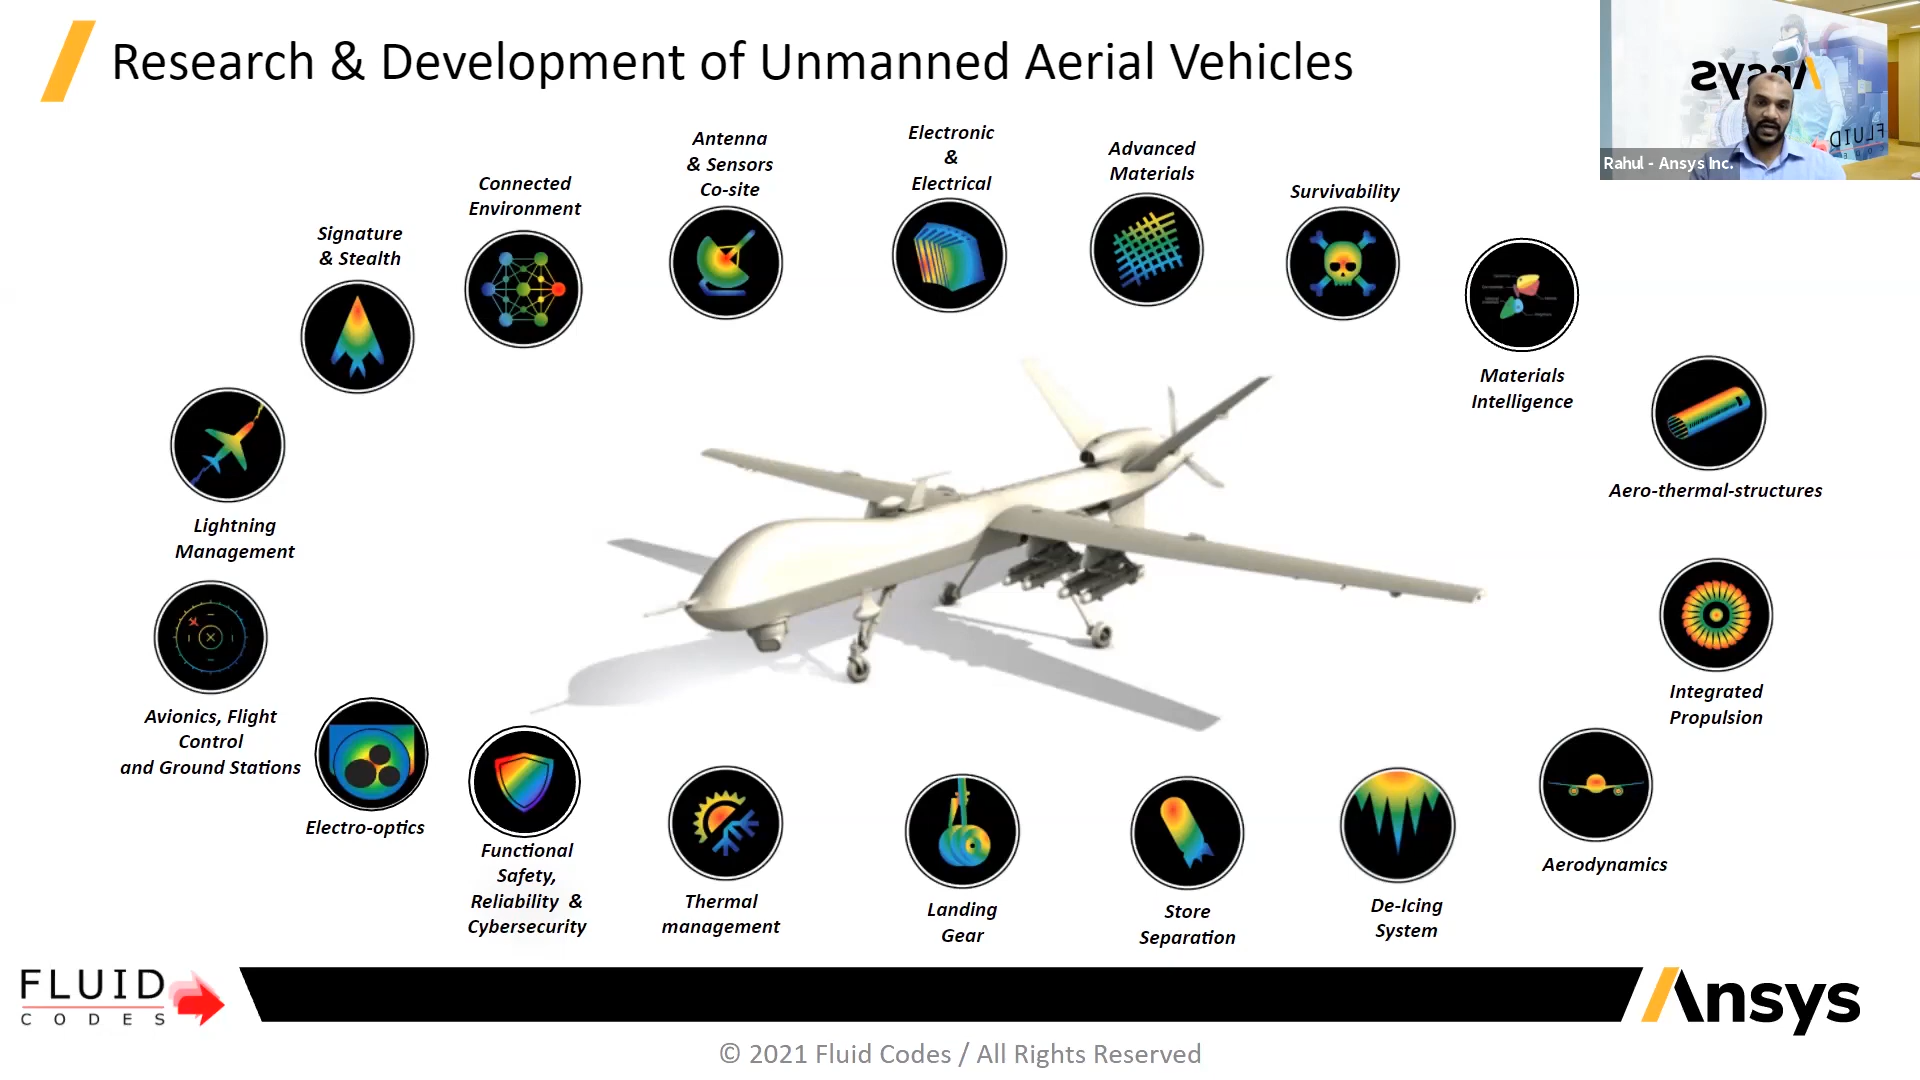 Research & Development of Unmanned Aerial Vehicles
Rahul - Ansys Inc.
Antenna
& Sensors
Co-site
Electronic
&
Electrical
Advanced
Materials
Connected
Environment
Survivability
Signature
& Stealth
Materials
Intelligence
Aero-thermal-structures
Lightning
Management
Integrated
Propulsion
Avionics, Flight
Control
and Ground Stations
Electro-optics
Functional
Safety,
Reliability &
Cybersecurity
Thermal
management
Landing
Gear
Store
Separation
De-Icing
System
Aerodynamics
FLUID
CODES
Ansys
© 2021 Fluid Codes / All Rights Reserved